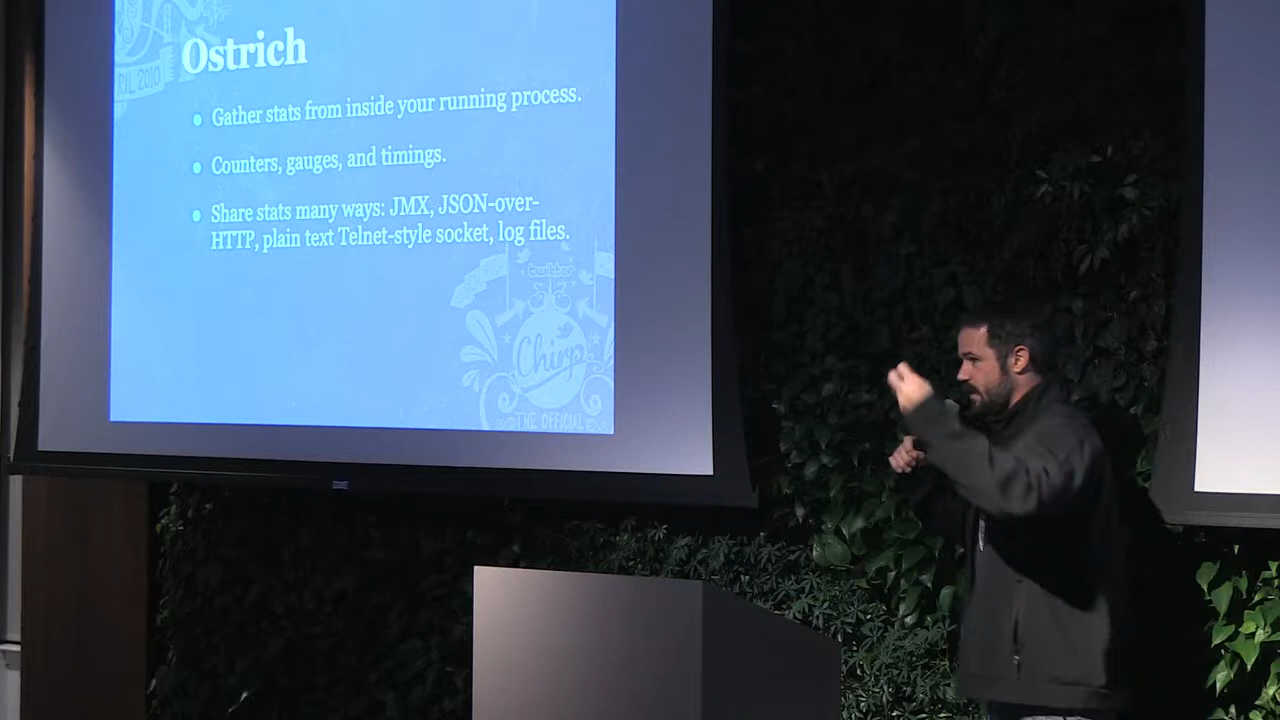 RIL 2010
Ostrich
Gather stats from inside your running process.
Counters, gauges, and timings.
Share stats many ways: JMX, JSON-over-
HTTP, plain text Telnet-style socket, log files.
twitter
Chirp
THE OFFICIAL